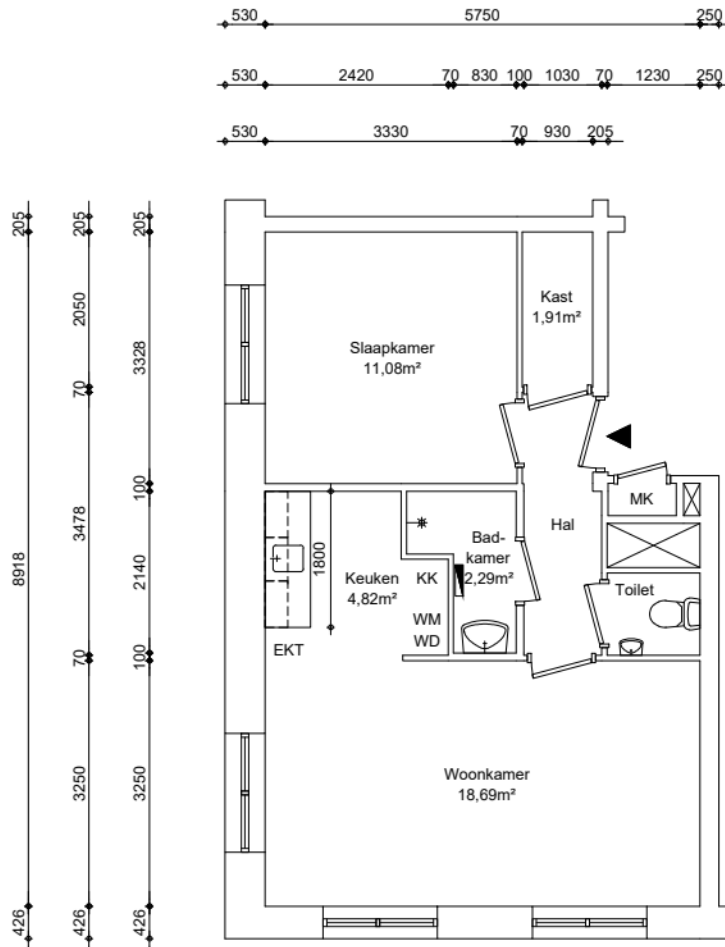 530 5750 250
530 2420 70 830 100 1030 70 1230 250
530 3330 70 930 205
205 8918 426
205 2050 70 3478 70 3250 426
205 3328 100 2140 100 3250 426
Kast
1,91m²
Slaapkamer
11,08m²
MK
Hal
Bad-
kamer
2,29m²
1800
Keuken
4,82m²
KK
Toilet
WM
WD
EKT
Woonkamer
18,69m²